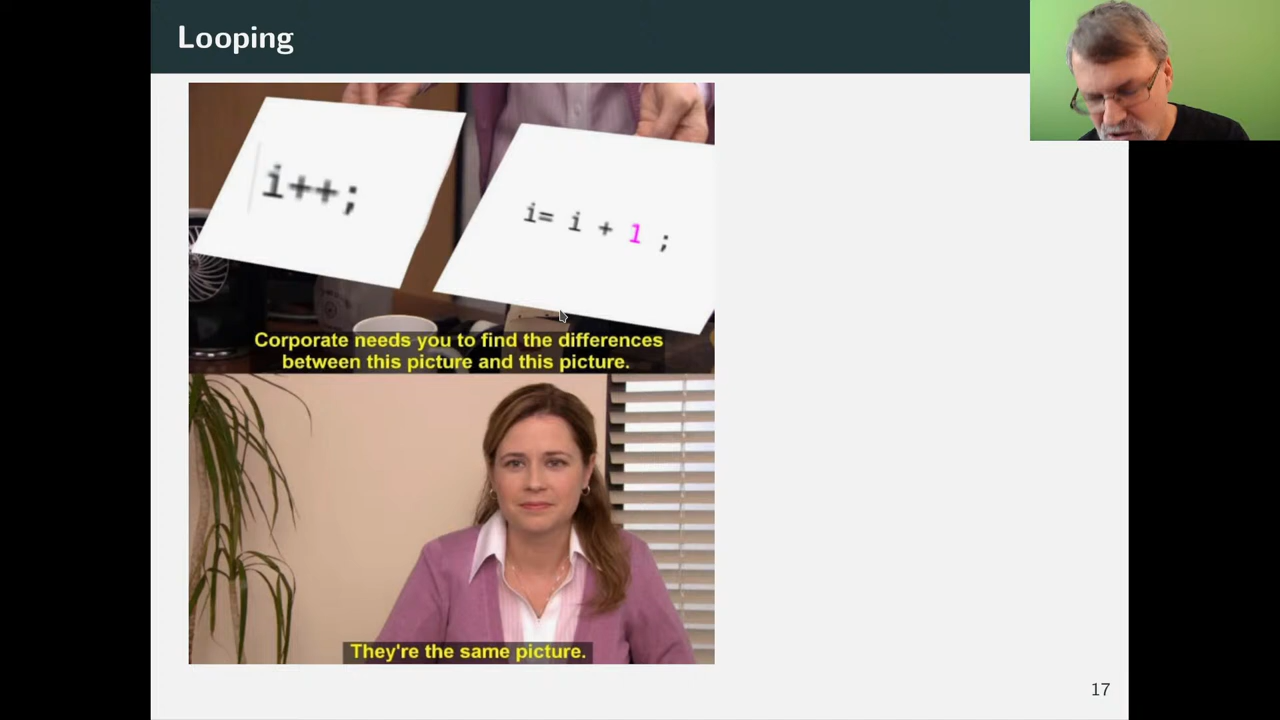 Looping
i++;
i= i + 1 ;
Corporate needs you to find the differences
between this picture and this picture.
They're the same picture.
17